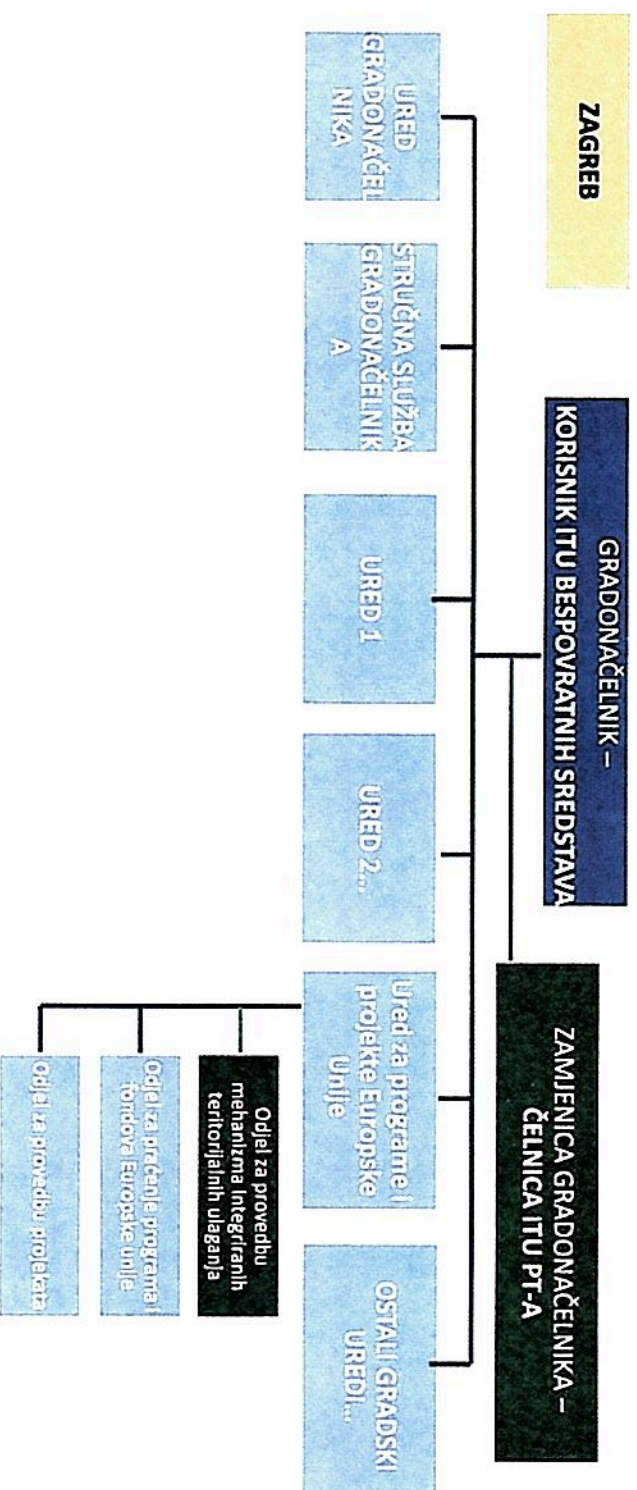 ZAGREB
GRADONAČELNIK –
KORISNIK ITU BESPOVRATNIH SREDSTAVA
ZAMJENICA GRADONAČELNIKA –
ČELNICA ITU PT-A
URED
GRADONAČEL
NIKA
STRUČNA SLUŽBA
GRADONAČELNIK
A
URED 1
URED 2...
Ured za programe i
projekte Europske
Unije
OSTALI GRADSKI
UREDI...
Odjel za provedbu
mehanizma Integriranih
teritorijalnih ulaganja
Odjel za praćenje programa i
fondova Europske unije
Odjel za provedbu projekata